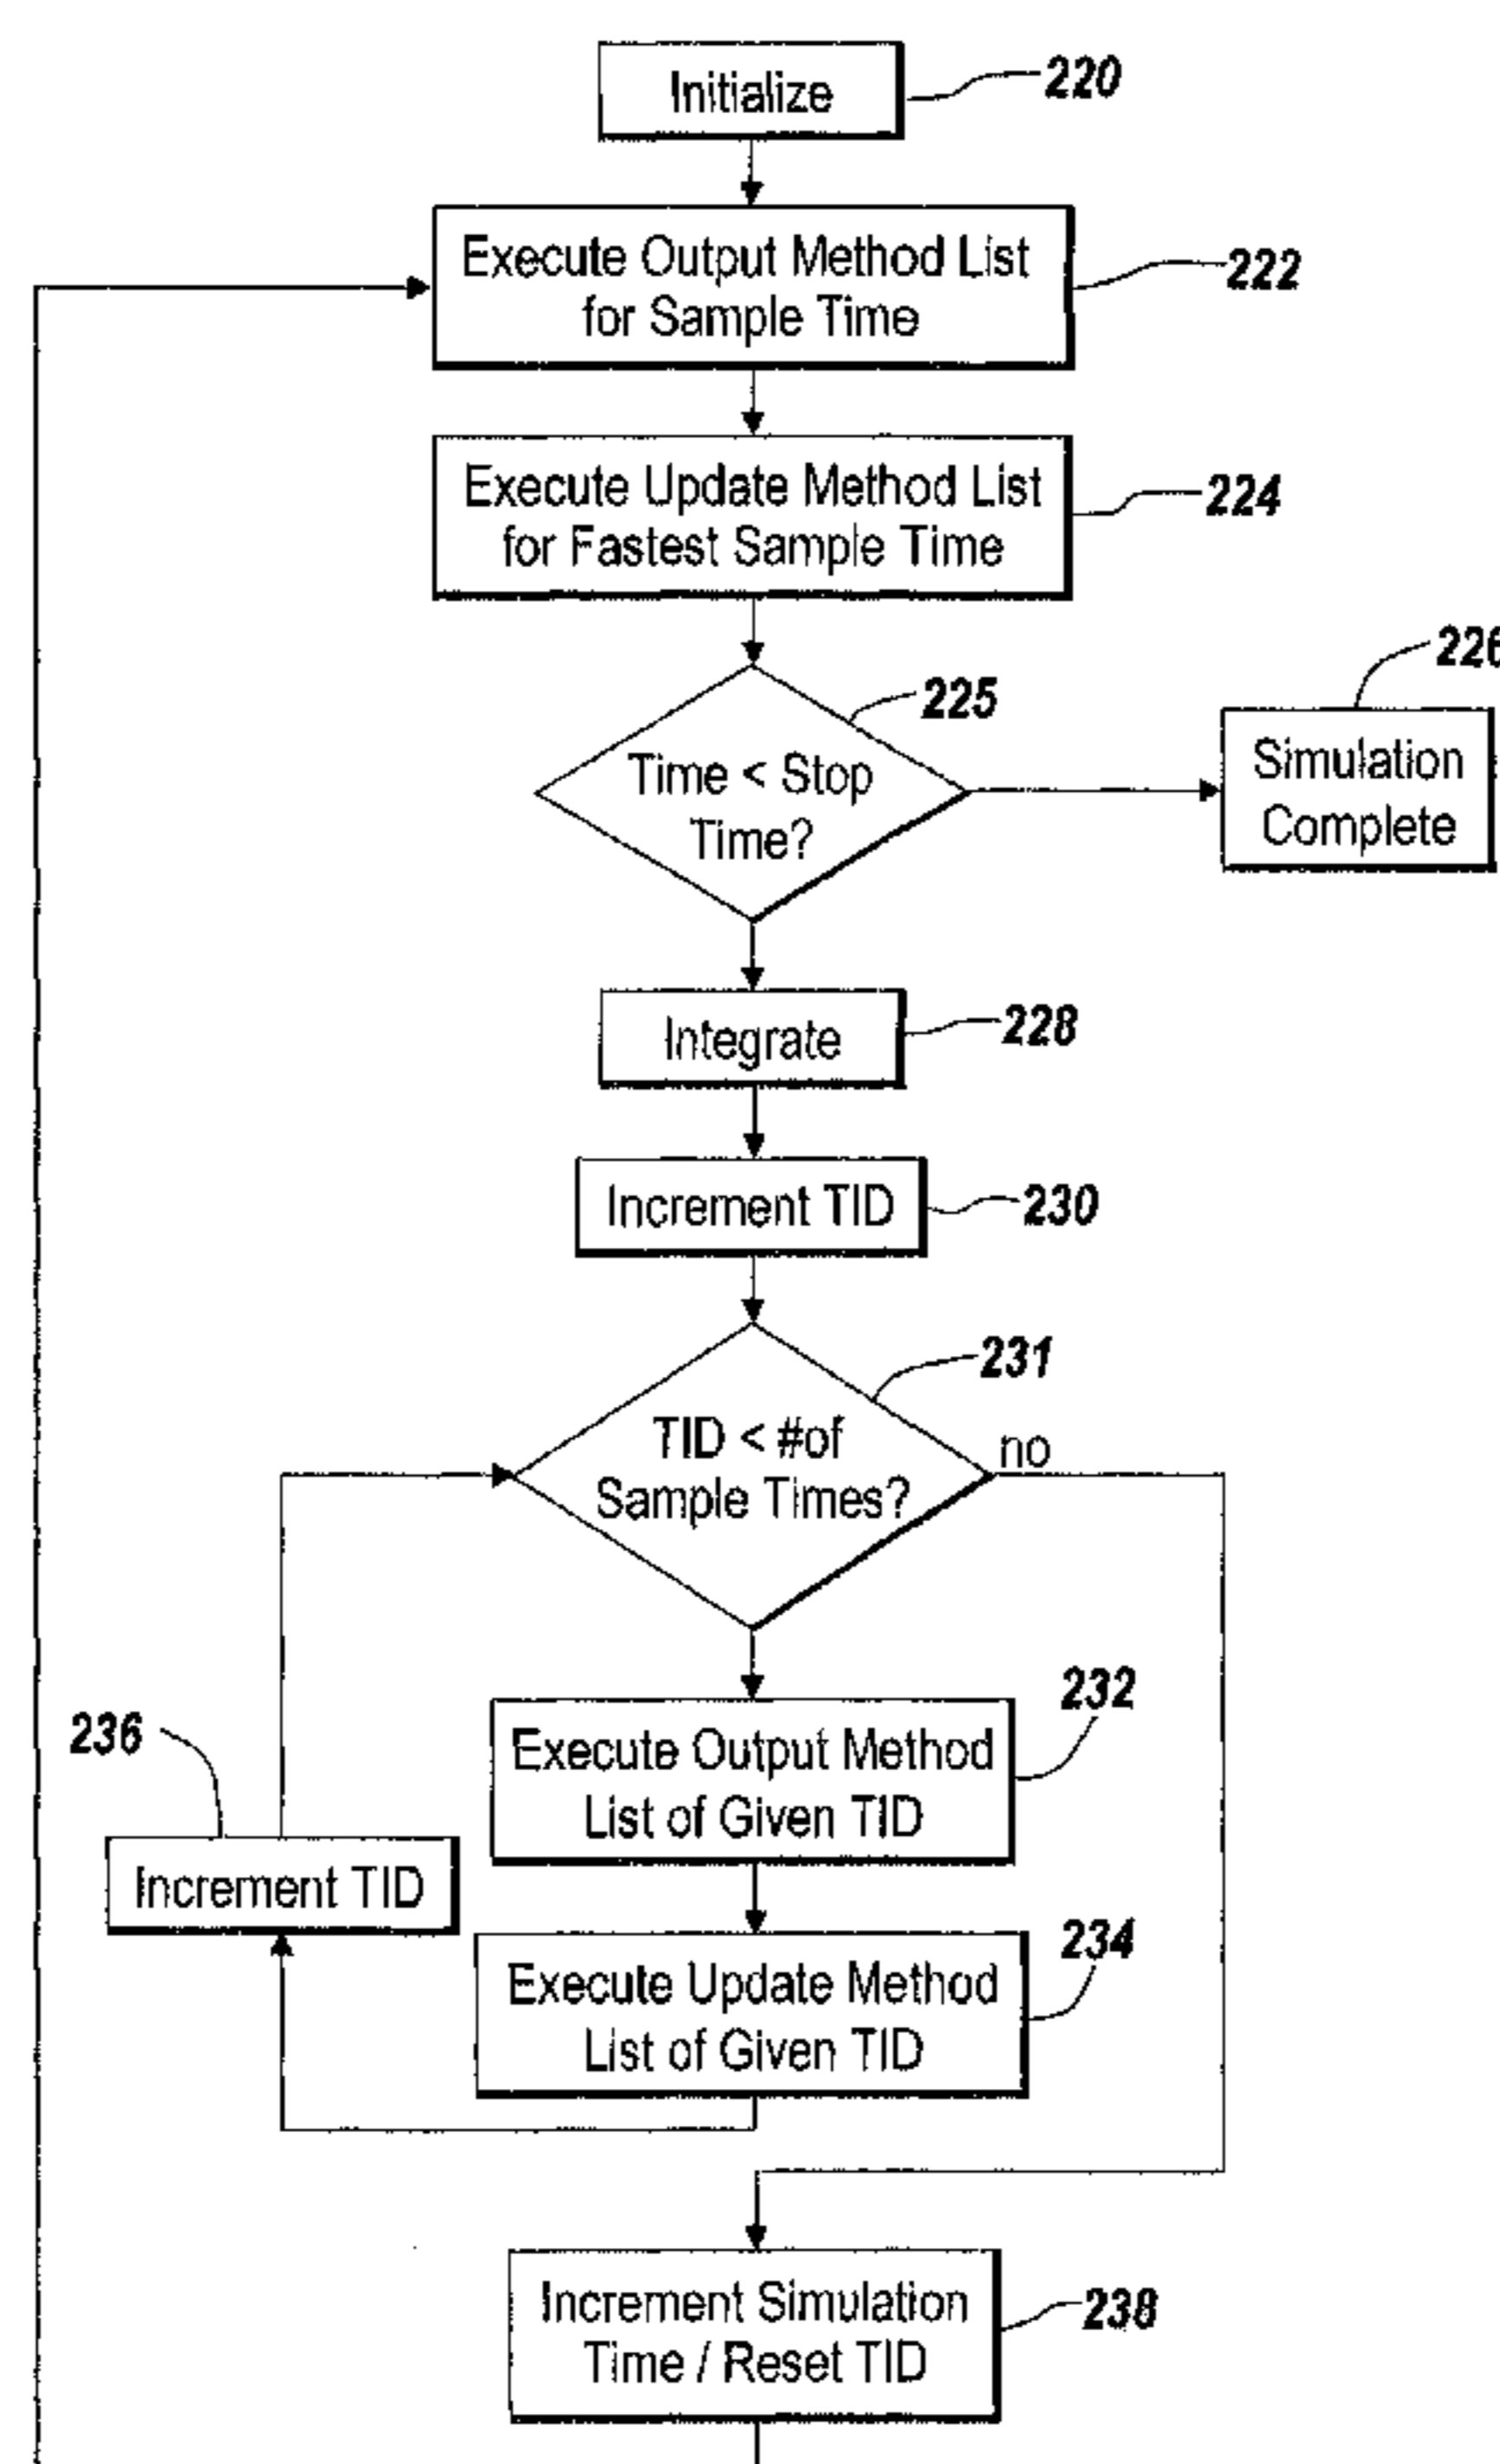 Initialize
220
Execute Output Method List
for Sample Time
222
Execute Update Method List
for Fastest Sample Time
224
225
226
Time < Stop
Time?
Simulation
Complete
Integrate
228
Increment TID
230
231
TID < #of
Sample Times?
no
232
236
Execute Output Method
List of Given TID
Increment TID
234
Execute Update Method
List of Given TID
Increment Simulation
Time / Reset TID
238